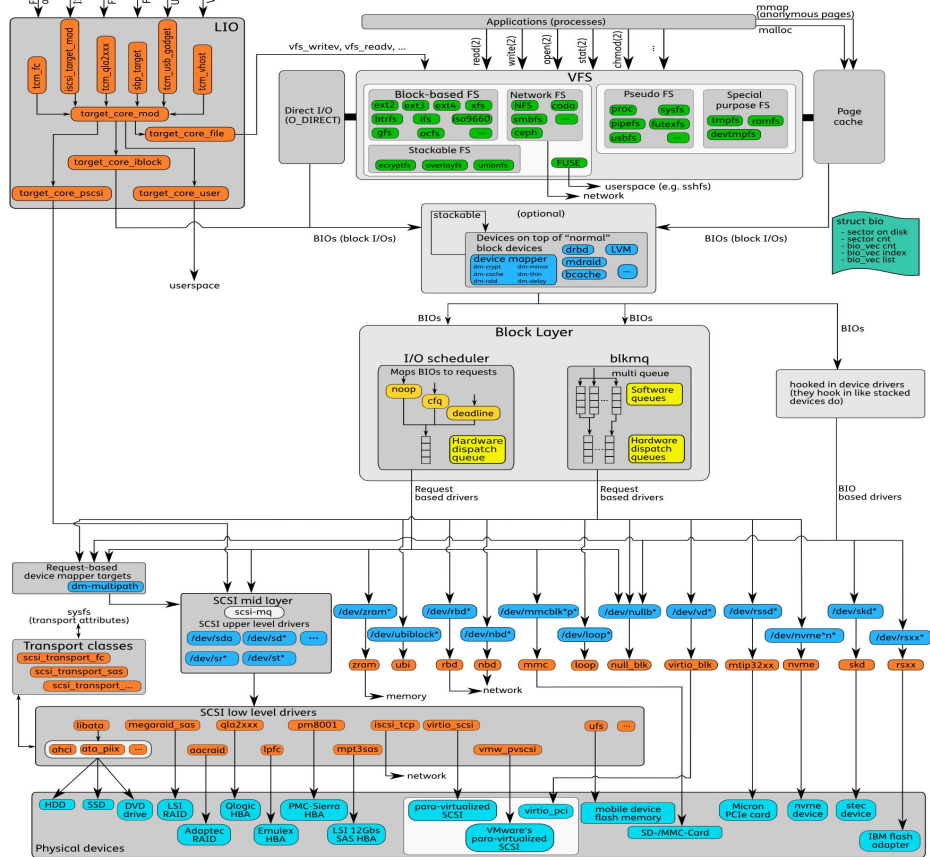 LIO
tcm_fc
iscsi_target_mod
tcm_qla2xxx
sbp_target
tcm_usb_gadget
tcm_vhost
target_core_mod
target_core_file
target_core_iblock
target_core_pscsi
target_core_user
vfs_writev, vfs_readv, ...
userspace
Applications (processes)
mmap
(anonymous pages)
malloc
read(2)
write(2)
open(2)
stat(2)
chmod(2)
...
VFS
Direct I/O
(O_DIRECT)
Block-based FS
ext2 ext3 ext4 xfs
btrfs ifs iso9660
gfs ocfs ...
Stackable FS
ecryptfs overlayfs unionfs
Network FS
NFS coda
smbfs ...
ceph
FUSE
Pseudo FS
proc sysfs
pipefs futexfs
usbfs ...
Special
purpose FS
tmpfs ramfs
devtmpfs
Page
cache
userspace (e.g. sshfs)
network
BIOs (block I/Os)
BIOs (block I/Os)
stackable
(optional)
Devices on top of “normal”
block devices
device mapper
dm-crypt dm-mirror
dm-cache dm-thin
dm-raid dm-delay
drbd LVM
mdraid
bcache ...
struct bio
- sector on disk
- sector cnt
- bio_vec cnt
- bio_vec index
- bio_vec list
BIOs
BIOs
BIOs
Block Layer
I/O scheduler
Maps BIOs to requests
noop
cfq
deadline
Hardware
dispatch
queue
blkmq
multi queue
...
Software
queues
...
Hardware
dispatch
queues
hooked in device drivers
(they hook in like stacked
devices do)
Request
based drivers
Request
based drivers
BIO
based drivers
Request-based
device mapper targets
dm-multipath
sysfs
(transport attributes)
Transport classes
scsi_transport_fc
scsi_transport_sas
scsi_transport_...
SCSI mid layer
scsi-mq
SCSI upper level drivers
/dev/sda /dev/sd* ...
/dev/sr* /dev/st*
/dev/zram* /dev/rbd* /dev/mmcblk*p* /dev/nullb* /dev/vd* /dev/rssd* /dev/skd*
/dev/ubiblock* /dev/nbd* /dev/loop* /dev/nvme*n* /dev/rsxx*
zram ubi rbd nbd mmc loop null_blk virtio_blk mtip32xx nvme skd rsxx
memory
network
SCSI low level drivers
libata megaraid_sas qla2xxx pm8001 iscsi_tcp virtio_scsi ufs ...
ahci ata_piix ... aacraid lpfc mpt3sas vmw_pvscsi
network
HDD
SSD
DVD
drive
LSI
RAID
Adaptec
RAID
Qlogic
HBA
Emulex
HBA
PMC-Sierra
HBA
LSI 12Gbs
SAS HBA
para-virtualized
SCSI
VMware's
para-virtualized
SCSI
virtio_pci
mobile device
flash memory
SD-/MMC-Card
Micron
PCIe card
nvme
device
stec
device
IBM flash
adapter
Physical devices